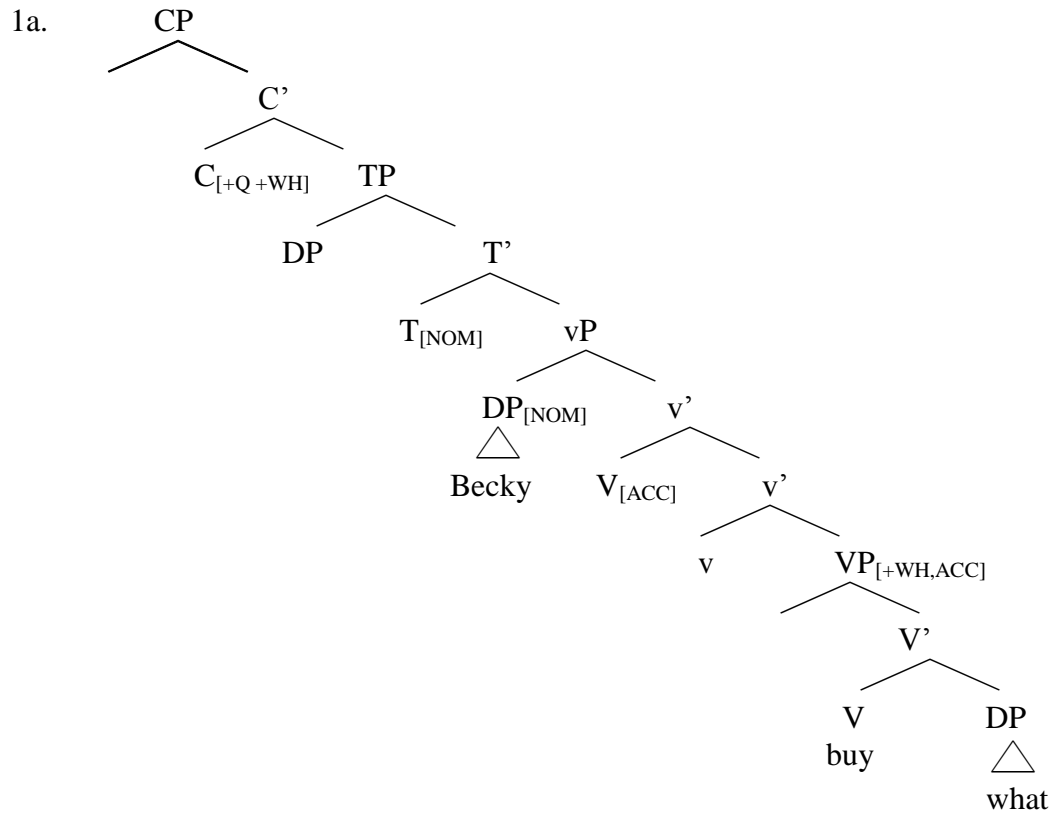 1a. CP
C’
C[+Q +WH] TP
DP T’
T[NOM] vP
DP[NOM] v’
Becky V[ACC] v’
v VP[+WH,ACC]
V’
V DP
buy
what